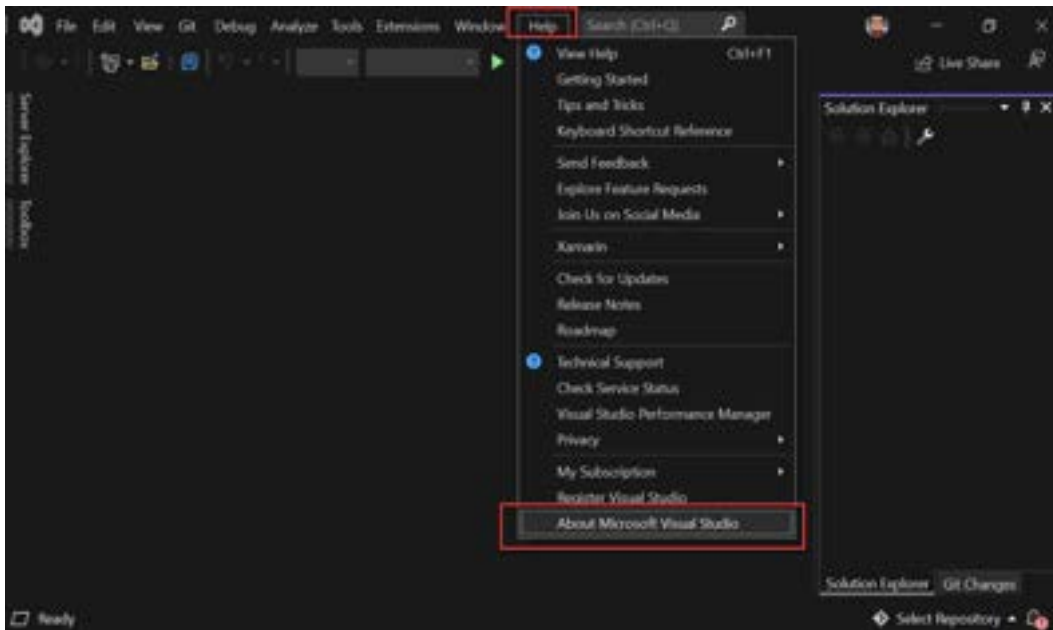 File Edit View Git Debug Analyze Tools Extensions Window Help Search (Ctrl+Q)
Live Share
View Help Ctrl+F1
Getting Started
Tips and Tricks
Keyboard Shortcut Reference
Send Feedback
Explore Feature Requests
Join Us on Social Media
Xamarin
Check for Updates
Release Notes
Roadmap
Technical Support
Check Service Status
Visual Studio Performance Manager
Privacy
My Subscription
Register Visual Studio
About Microsoft Visual Studio
Server Explorer
Toolbox
Solution Explorer
Solution Explorer Git Changes
Ready
Select Repository